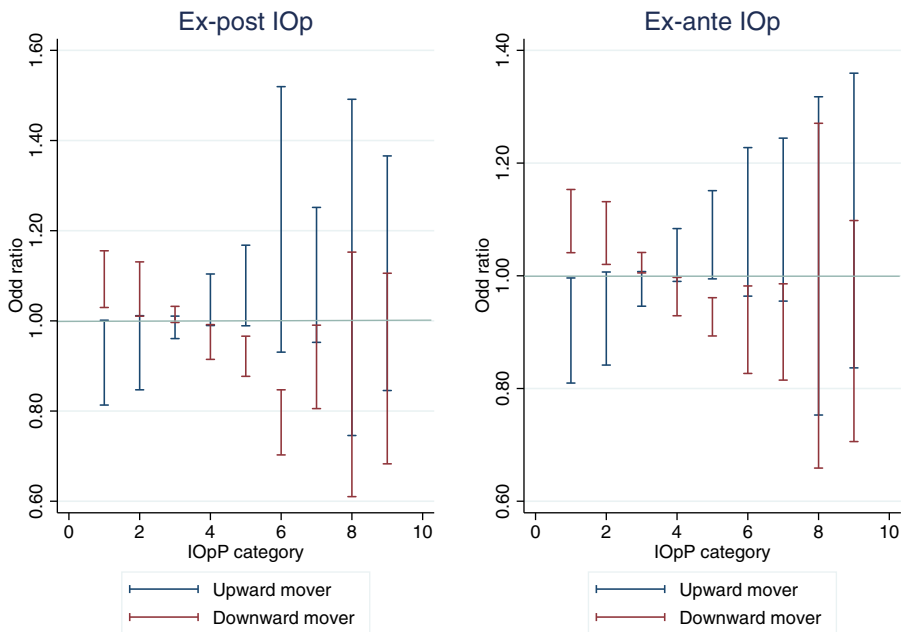 Ex-post IOp
1.60
1.40
1.20
1.00
0.80
0.60
Odd ratio
0 2 4 6 8 10
IOpP category
Upward mover
Downward mover
Ex-ante IOp
1.40
1.20
1.00
0.80
0.60
Odd ratio
0 2 4 6 8 10
IOpP category
Upward mover
Downward mover